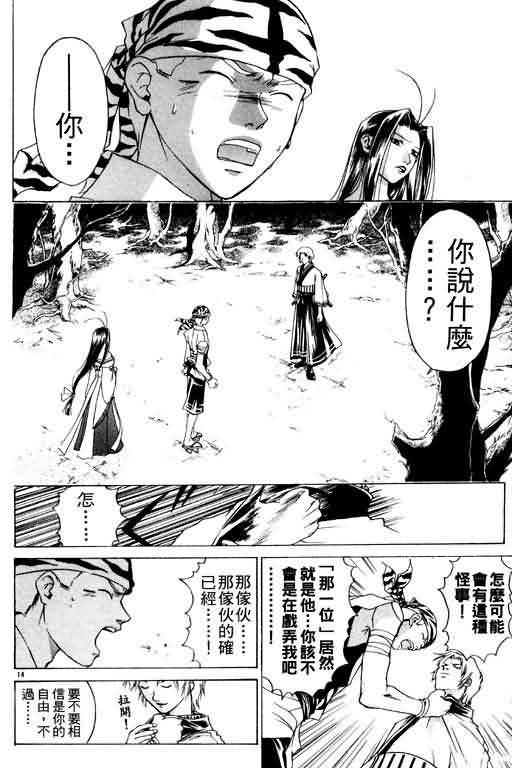 ——你
⋯⋯
你說什麼
⋯⋯?
怎⋯⋯
怎麼可能
會有這種
怪事!
「那一位」居然
就是他⋯你該不
會是在戲弄我吧
⋯⋯⋯!
那傢伙⋯
那傢伙的確
已經⋯⋯!
拉開!
要不要相
信是你的
自由,不
過⋯⋯
14